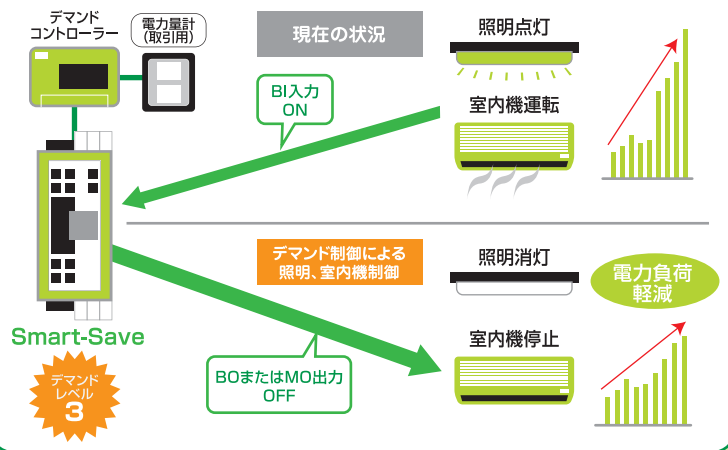 デマンド
コントローラー
電力量計
(取引用)
現在の状況
照明点灯
BI入力
ON
室内機運転
デマンド制御による
照明、室内機制御
照明消灯
電力負荷
軽減
Smart-Save
室内機停止
デマンド
レベル
3
BOまたはMO出力
OFF